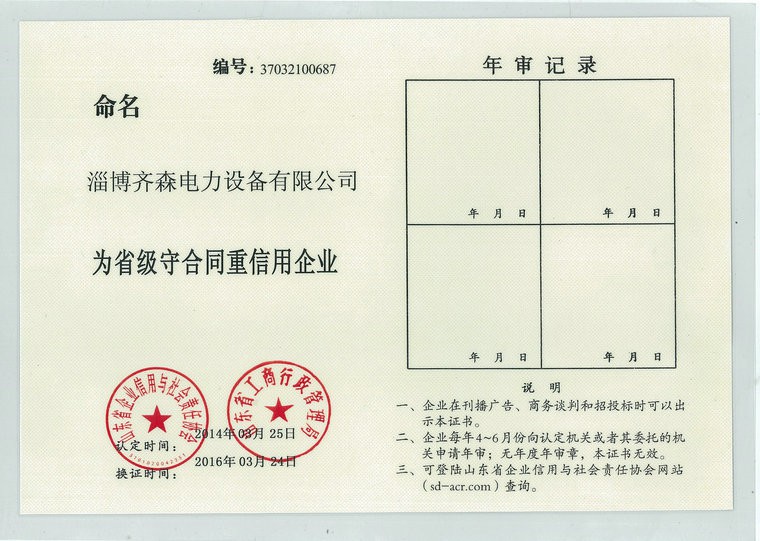 编号：37032100687
命名
淄博齐森电力设备有限公司
为省级守合同重信用企业
山东省企业信用与社会责任协会
山东省工商行政管理局
认定时间：2014年03月25日
换证时间：2016年03月24日
年审记录
年 月 日
年 月 日
年 月 日
年 月 日
说 明
一、企业在刊播广告、商务谈判和招投标时可以出
示本证书。
二、企业每年4~6月份向认定机关或者其委托的机
关申请年审；无年度年审章，本证书无效。
三、可登陆山东省企业信用与社会责任协会网站
（sd-acr.com）查询。